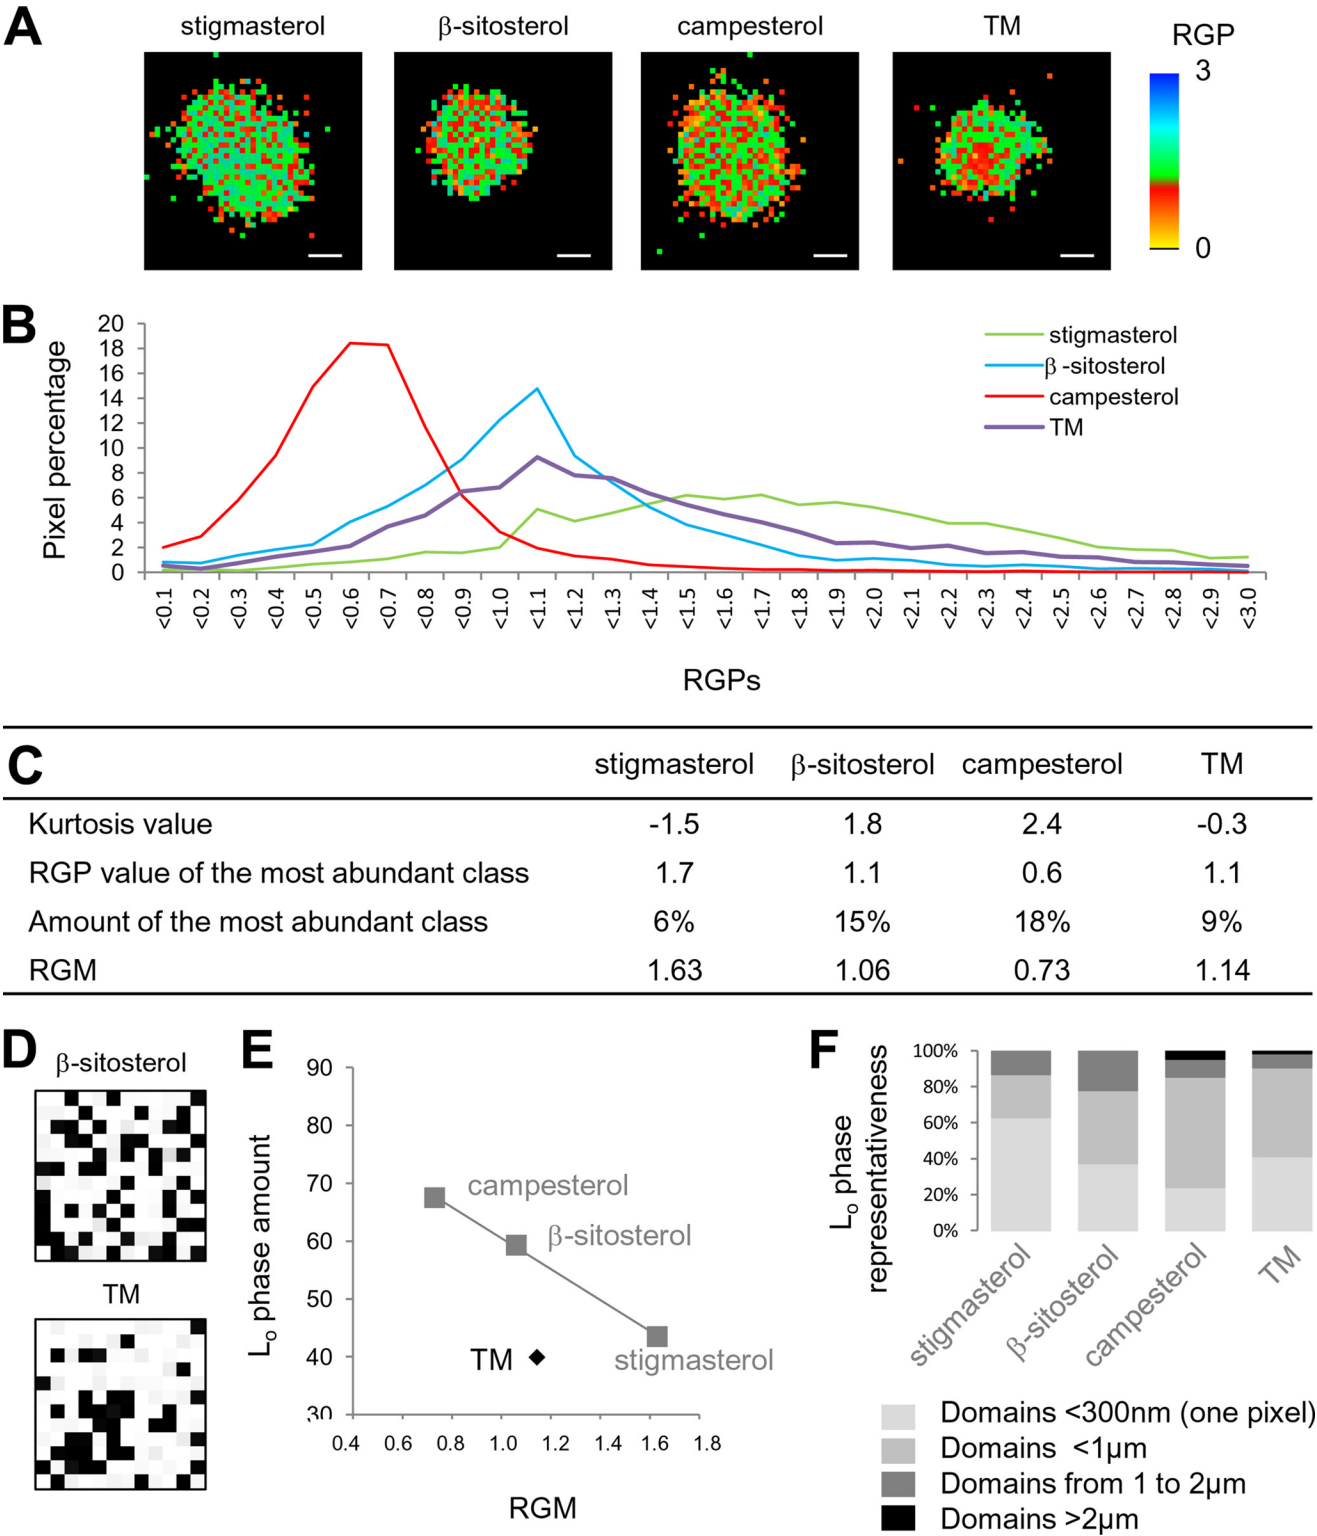 A
stigmasterol
β-sitosterol
campesterol
TM
RGP
3
0
B
Pixel percentage
20
18
16
14
12
10
8
6
4
2
0
stigmasterol
β-sitosterol
campesterol
TM
<0.1 <0.2 <0.3 <0.4 <0.5 <0.6 <0.7 <0.8 <0.9 <1.0 <1.1 <1.2 <1.3 <1.4 <1.5 <1.6 <1.7 <1.8 <1.9 <2.0 <2.1 <2.2 <2.3 <2.4 <2.5 <2.6 <2.7 <2.8 <2.9 <3.0
RGPs
C stigmasterol β-sitosterol campesterol TM
Kurtosis value -1.5 1.8 2.4 -0.3
RGP value of the most abundant class 1.7 1.1 0.6 1.1
Amount of the most abundant class 6% 15% 18% 9%
RGM 1.63 1.06 0.73 1.14
D
β-sitosterol
TM
E
Lo phase amount
90
80
70
60
50
40
30
campesterol
β-sitosterol
TM
stigmasterol
0.4 0.6 0.8 1.0 1.2 1.4 1.6 1.8
RGM
F
Lo phase
representativeness
100%
80%
60%
40%
20%
0%
stigmasterol
β-sitosterol
campesterol
TM
Domains <300nm (one pixel)
Domains <1µm
Domains from 1 to 2µm
Domains >2µm